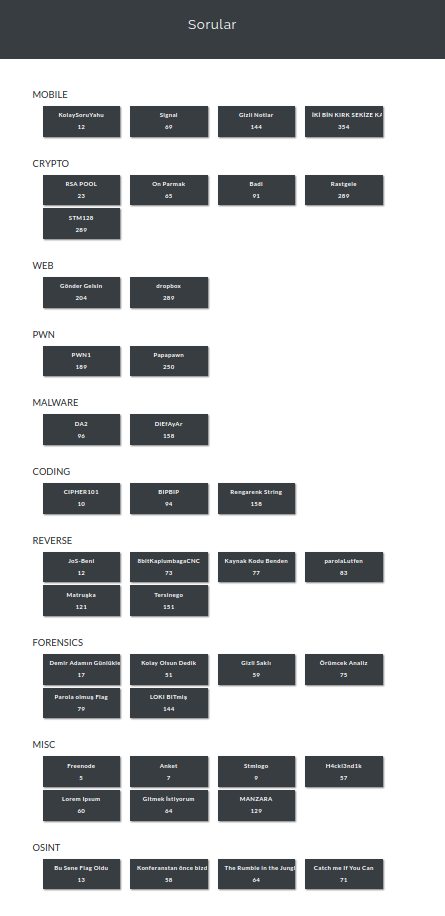 Sorular
MOBILE
KolaySoruYahu Signal Gizli Notlar İKİ BİN KIRK SEKİZE KA
12 69 144 354
CRYPTO
RSA POOL On Parmak Badi Rastgele
23 65 91 289
STM128
289
WEB
Gönder Gelsin dropbox
204 289
PWN
PWN1 Papapawn
189 250
MALWARE
DA2 DiEfAyAr
96 158
CODING
CIPHER101 BIPBIP Rengarenk String
10 94 158
REVERSE
JoS-Beni 8bitKaplumbagaCNC Kaynak Kodu Benden parolaLutfen
12 73 77 83
Matruşka Tersinego
121 151
FORENSICS
Demir Adamın Günlükle Kolay Olsun Dedik Gizli Saklı Örümcek Analiz
17 51 59 75
Parola olmuş Flag LOKI BITmiş
79 144
MISC
Freenode Anket Stmlogo H4ckl3nd1k
5 7 9 57
Lorem Ipsum Gitmek İstiyorum MANZARA
60 64 129
OSINT
Bu Sene Flag Oldu Konferanstan önce bizd The Rumble in the Jungl Catch me If You Can
13 58 64 71